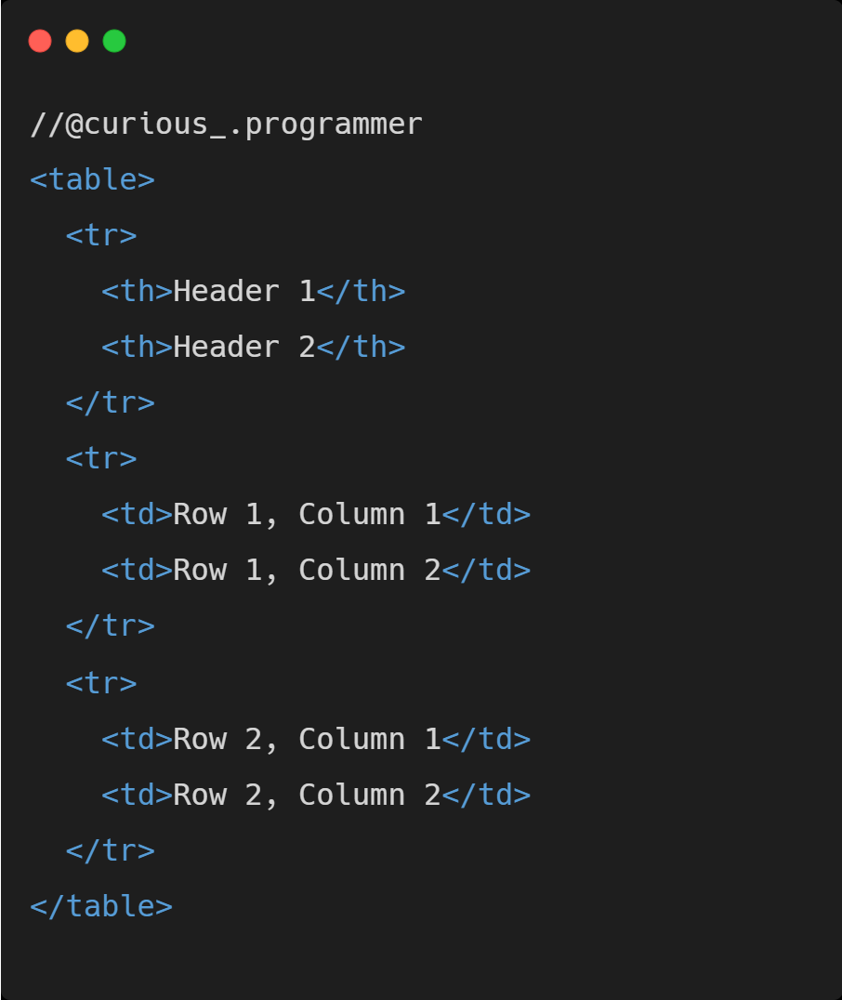 //@curious_.programmer
<table>
  <tr>
    <th>Header 1</th>
    <th>Header 2</th>
  </tr>
  <tr>
    <td>Row 1, Column 1</td>
    <td>Row 1, Column 2</td>
  </tr>
  <tr>
    <td>Row 2, Column 1</td>
    <td>Row 2, Column 2</td>
  </tr>
</table>